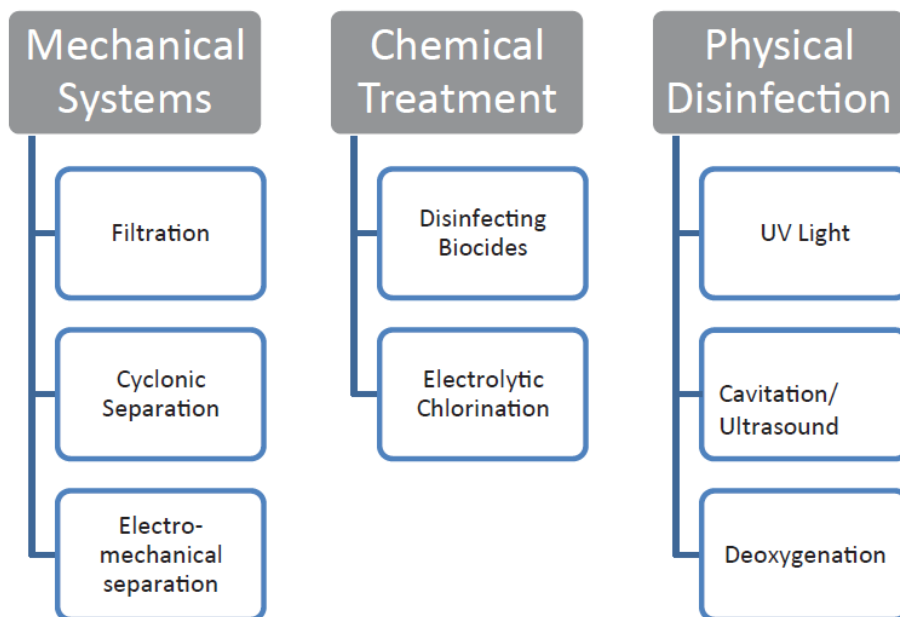 Mechanical
Systems
Filtration
Cyclonic
Separation
Electro-
mechanical
separation
Chemical
Treatment
Disinfecting
Biocides
Electrolytic
Chlorination
Physical
Disinfection
UV Light
Cavitation/
Ultrasound
Deoxygenation